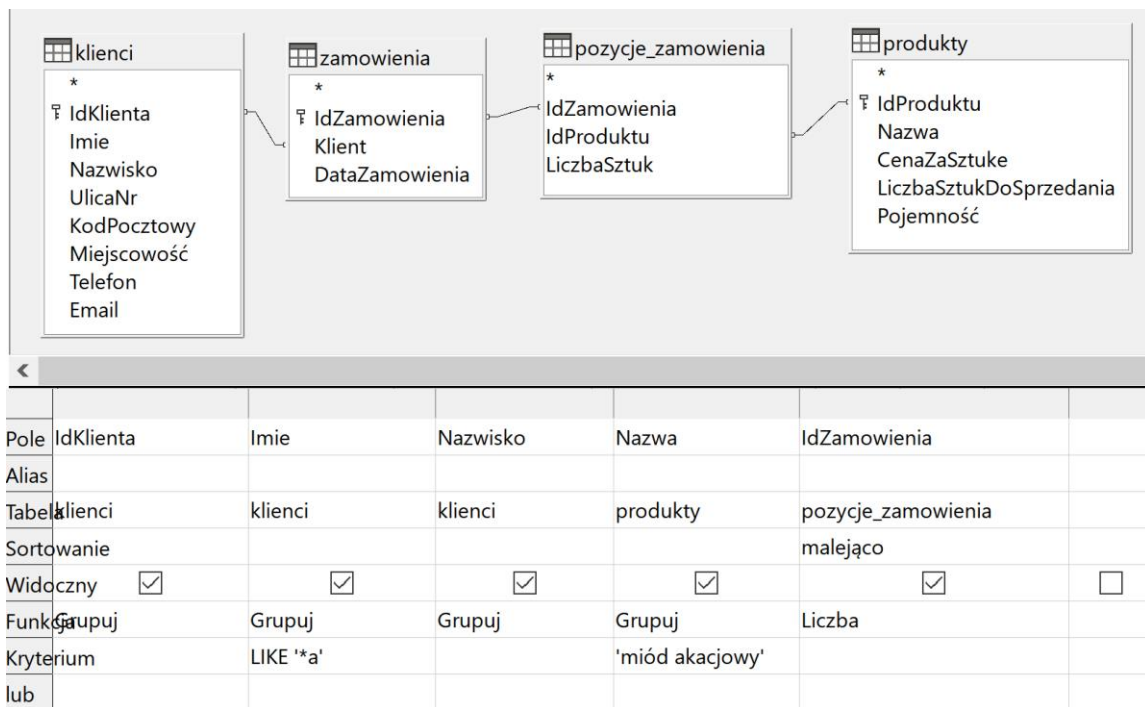 klienci
*
IdKlienta
Imie
Nazwisko
UlicaNr
KodPocztowy
Miejscowość
Telefon
Email
zamowienia
*
IdZamowienia
Klient
DataZamowienia
pozycje_zamowienia
*
IdZamowienia
IdProduktu
LiczbaSztuk
produkty
*
IdProduktu
Nazwa
CenaZaSztuke
LiczbaSztukDoSprzedania
Pojemność
Pole IdKlienta Imie Nazwisko Nazwa IdZamowienia
Alias
Tabela klienci klienci klienci produkty pozycje_zamowienia
Sortowanie malejąco
Widoczny
Funkcja Grupuj Grupuj Grupuj Grupuj Liczba
Kryterium LIKE '*a' 'miód akacjowy'
lub